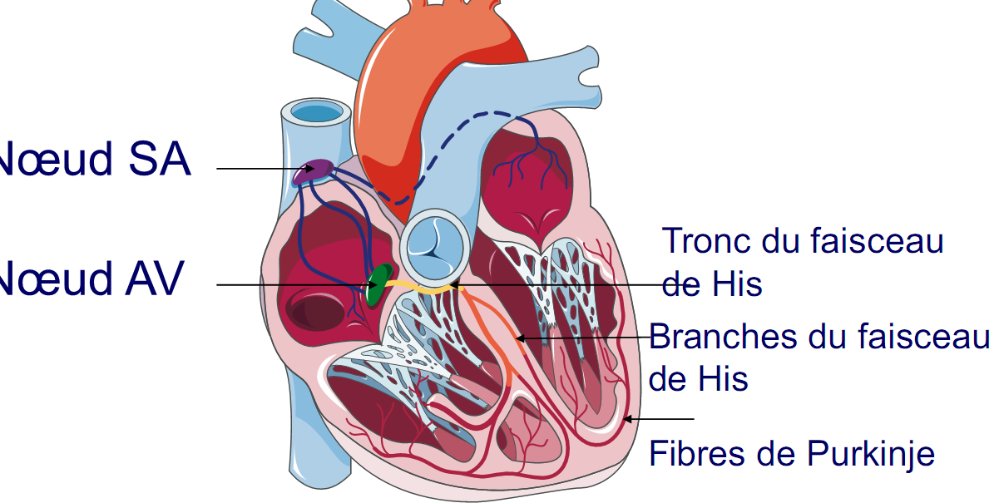 Nœud SA
Nœud AV
Tronc du faisceau
de His
Branches du faisceau
de His
Fibres de Purkinje